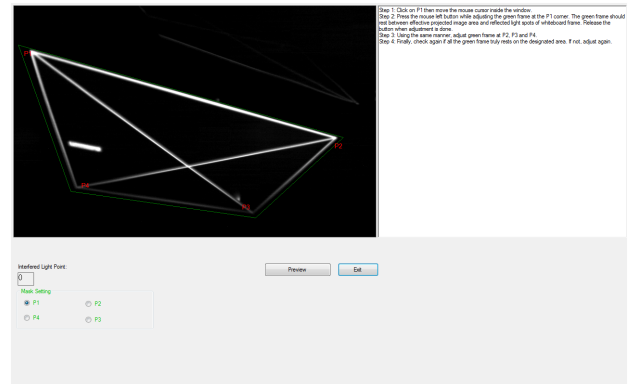 Step 1: Click on P1 then move the mouse cursor inside the window.
Step 2: Press the mouse left button while adjusting the green frame at the P1 corner. The green frame should
rest between effective projected image area and reflected light spots of whiteboard frame. Release the
button when adjustment is done .
Step 3: Using the same manner, adjust green frame at P2, P3 and P4.
Step 4: Finally, check again if all the green frame truly rests on the designated area. If not, adjust again.
P1
P2
P4
P3
Interfered Light Point:
0
Preview
Exit
Mask Setting
P1
P2
P4
P3